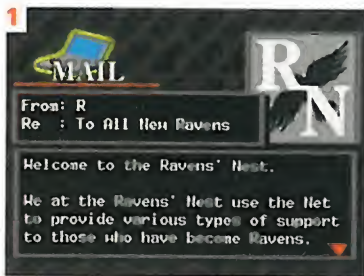 1
MAIL
RN
From: R
Re : To All New Ravens
Welcome to the Ravens' Nest.
We at the Ravens' Nest use the Net
to provide various types of support
to those who have become Ravens.